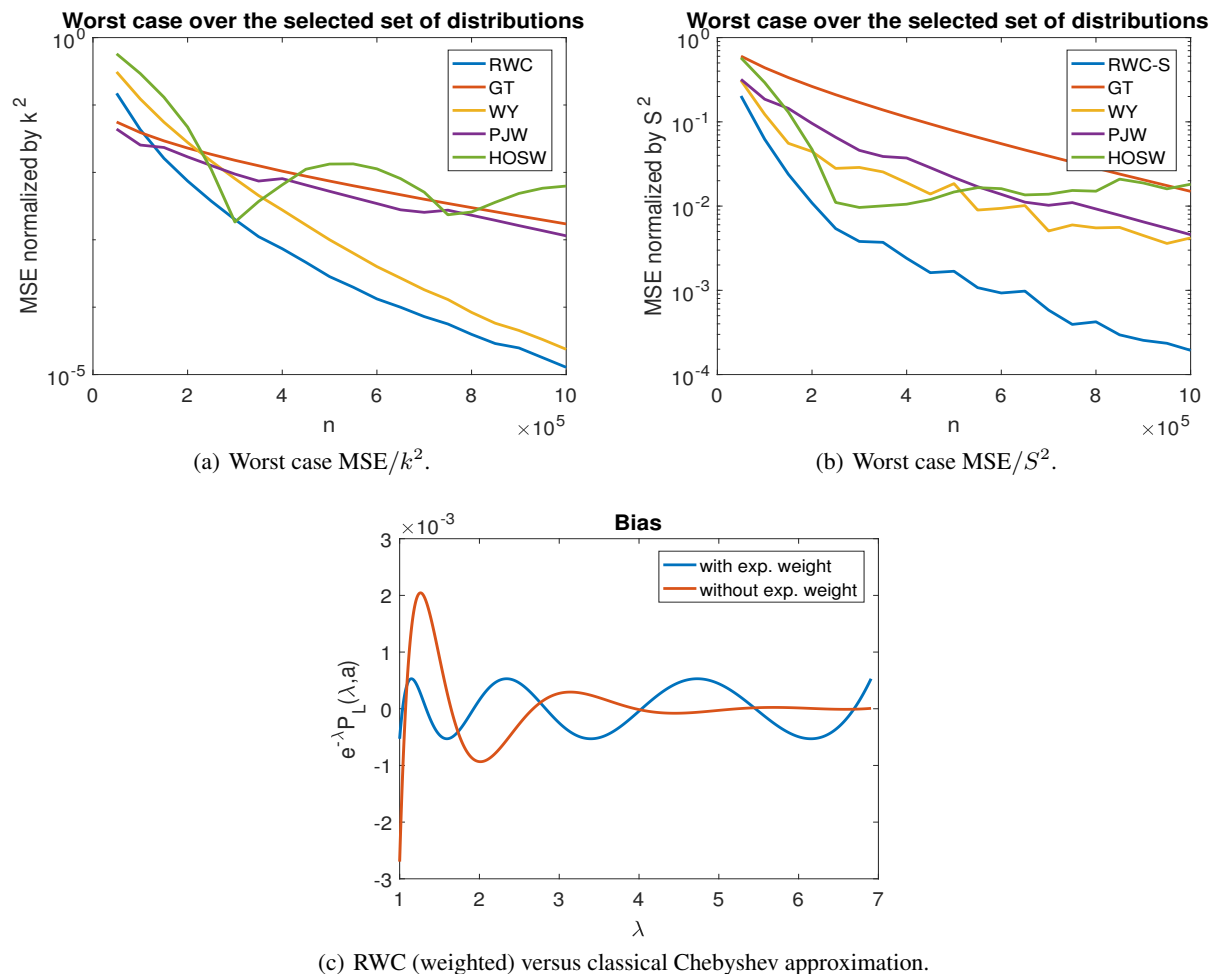 Worst case over the selected set of distributions
10^0
10^-5
MSE normalized by k^2
0
2
4
6
8
10
×10^5
n
RWC
GT
WY
PJW
HOSW
(a) Worst case MSE/k^2.
Worst case over the selected set of distributions
10^0
10^-1
10^-2
10^-3
10^-4
MSE normalized by S^2
0
2
4
6
8
10
×10^5
n
RWC-S
GT
WY
PJW
HOSW
(b) Worst case MSE/S^2.
Bias
×10^-3
3
2
1
0
-1
-2
-3
e^-λP_L(λ,a)
1
2
3
4
5
6
7
λ
with exp. weight
without exp. weight
(c) RWC (weighted) versus classical Chebyshev approximation.